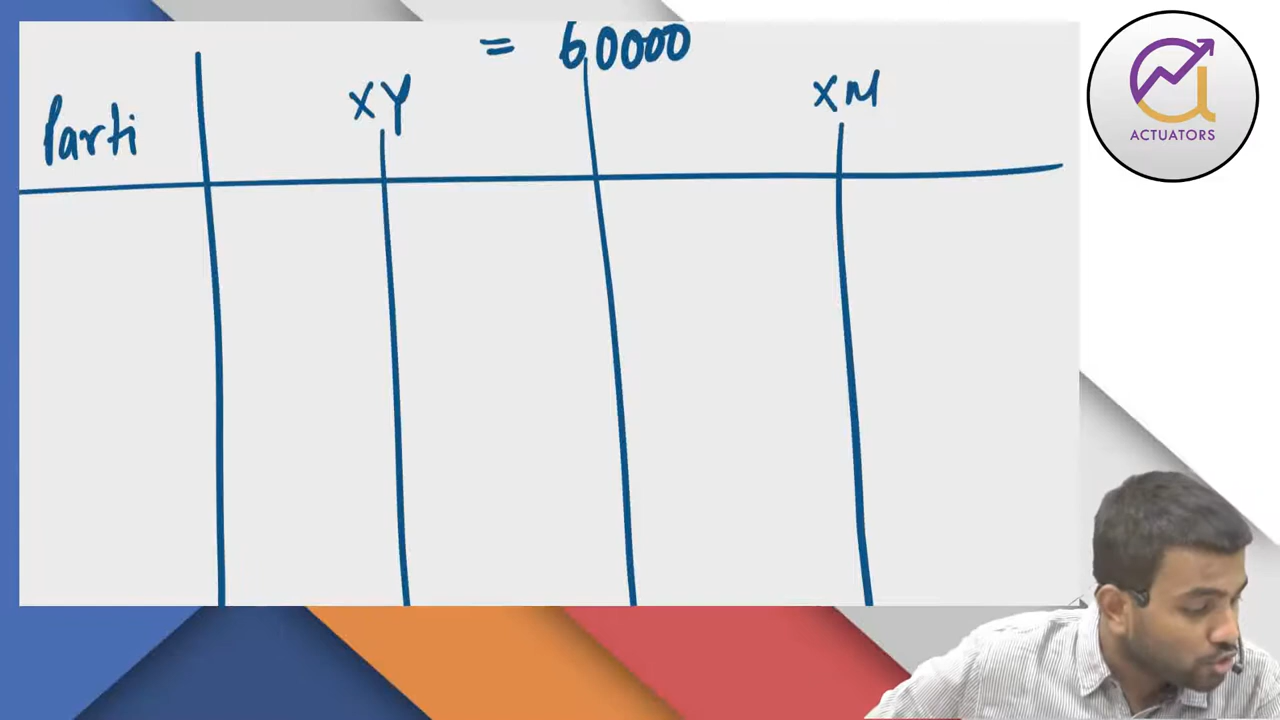 = 60000
Parti XY XM
ACTUATORS